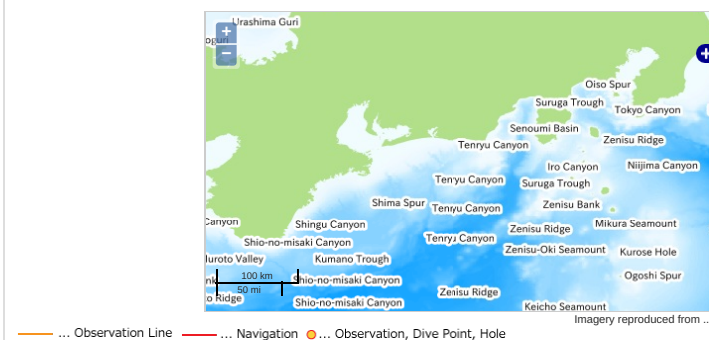 Urashima Guri
oguri
+
−
+
Oiso Spur
Suruga Trough
Tokyo Canyon
Senoumi Basin
Zenisu Ridge
Tenryu Canyon
Iro Canyon
Niijima Canyon
Tenryu Canyon
Suruga Trough
Shima Spur
Tenryu Canyon
Zenisu Bank
Canyon
Shingu Canyon
Zenisu Ridge
Mikura Seamount
Shio-no-misaki Canyon
Tenryu Canyon
Zenisu-Oki Seamount
Kurose Hole
Muroto Valley
Kumano Trough
100 km
Shio-no-misaki Canyon
Ogoshi Spur
50 mi
Zenisu Ridge
o Ridge
Shio-no-misaki Canyon
Keicho Seamount
Imagery reproduced from ...
... Observation Line
... Navigation
... Observation, Dive Point, Hole